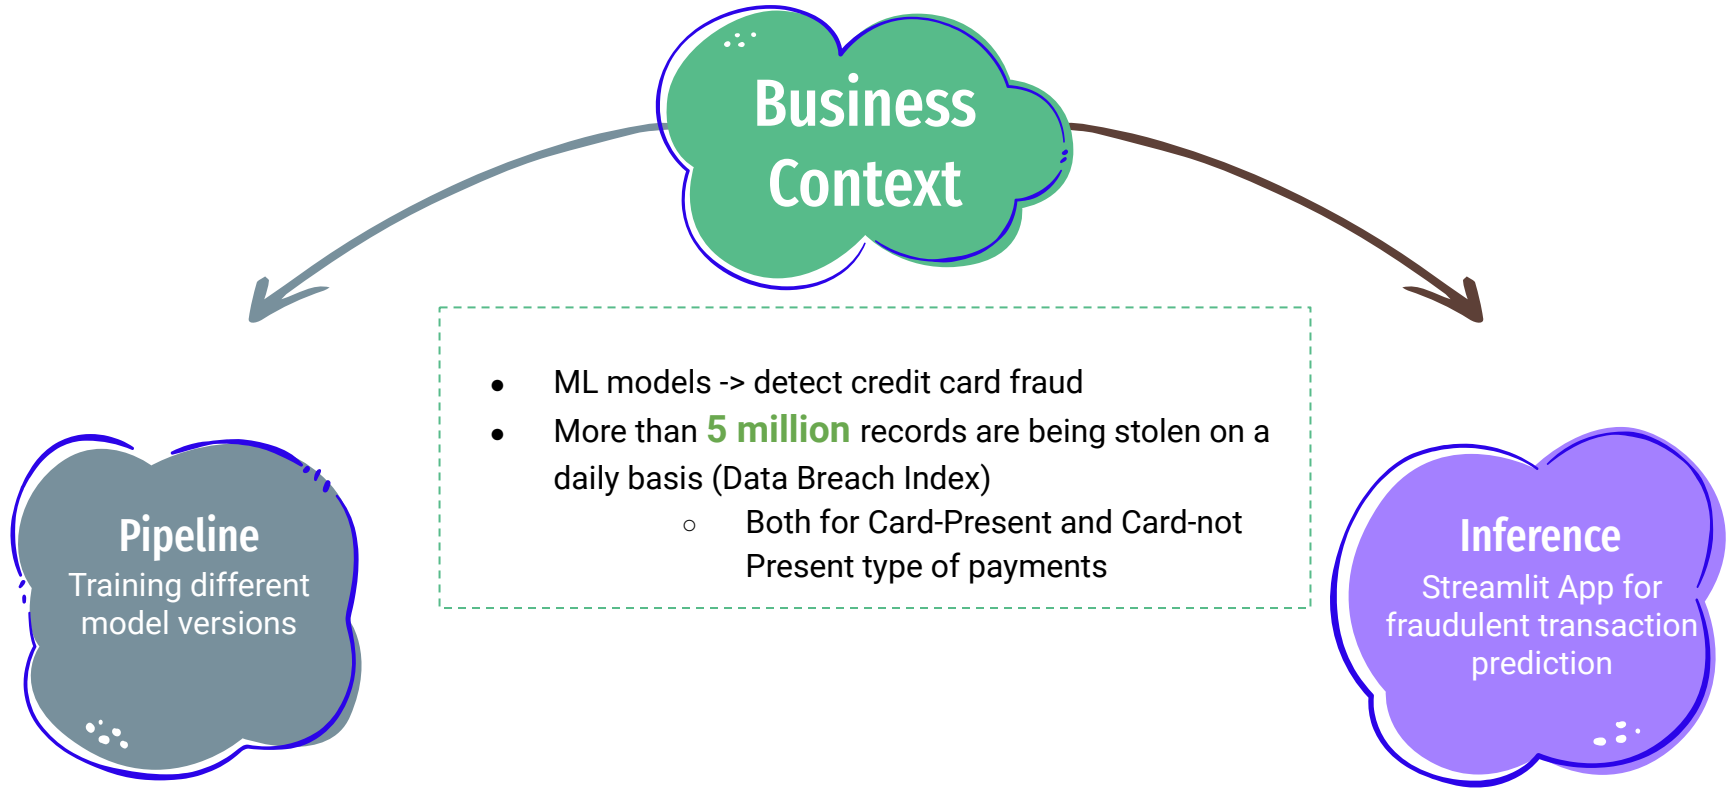 Business
Context
● ML models -> detect credit card fraud
● More than 5 million records are being stolen on a
daily basis (Data Breach Index)
○ Both for Card-Present and Card-not
Present type of payments
Pipeline
Training different
model versions
Inference
Streamlit App for
fraudulent transaction
prediction